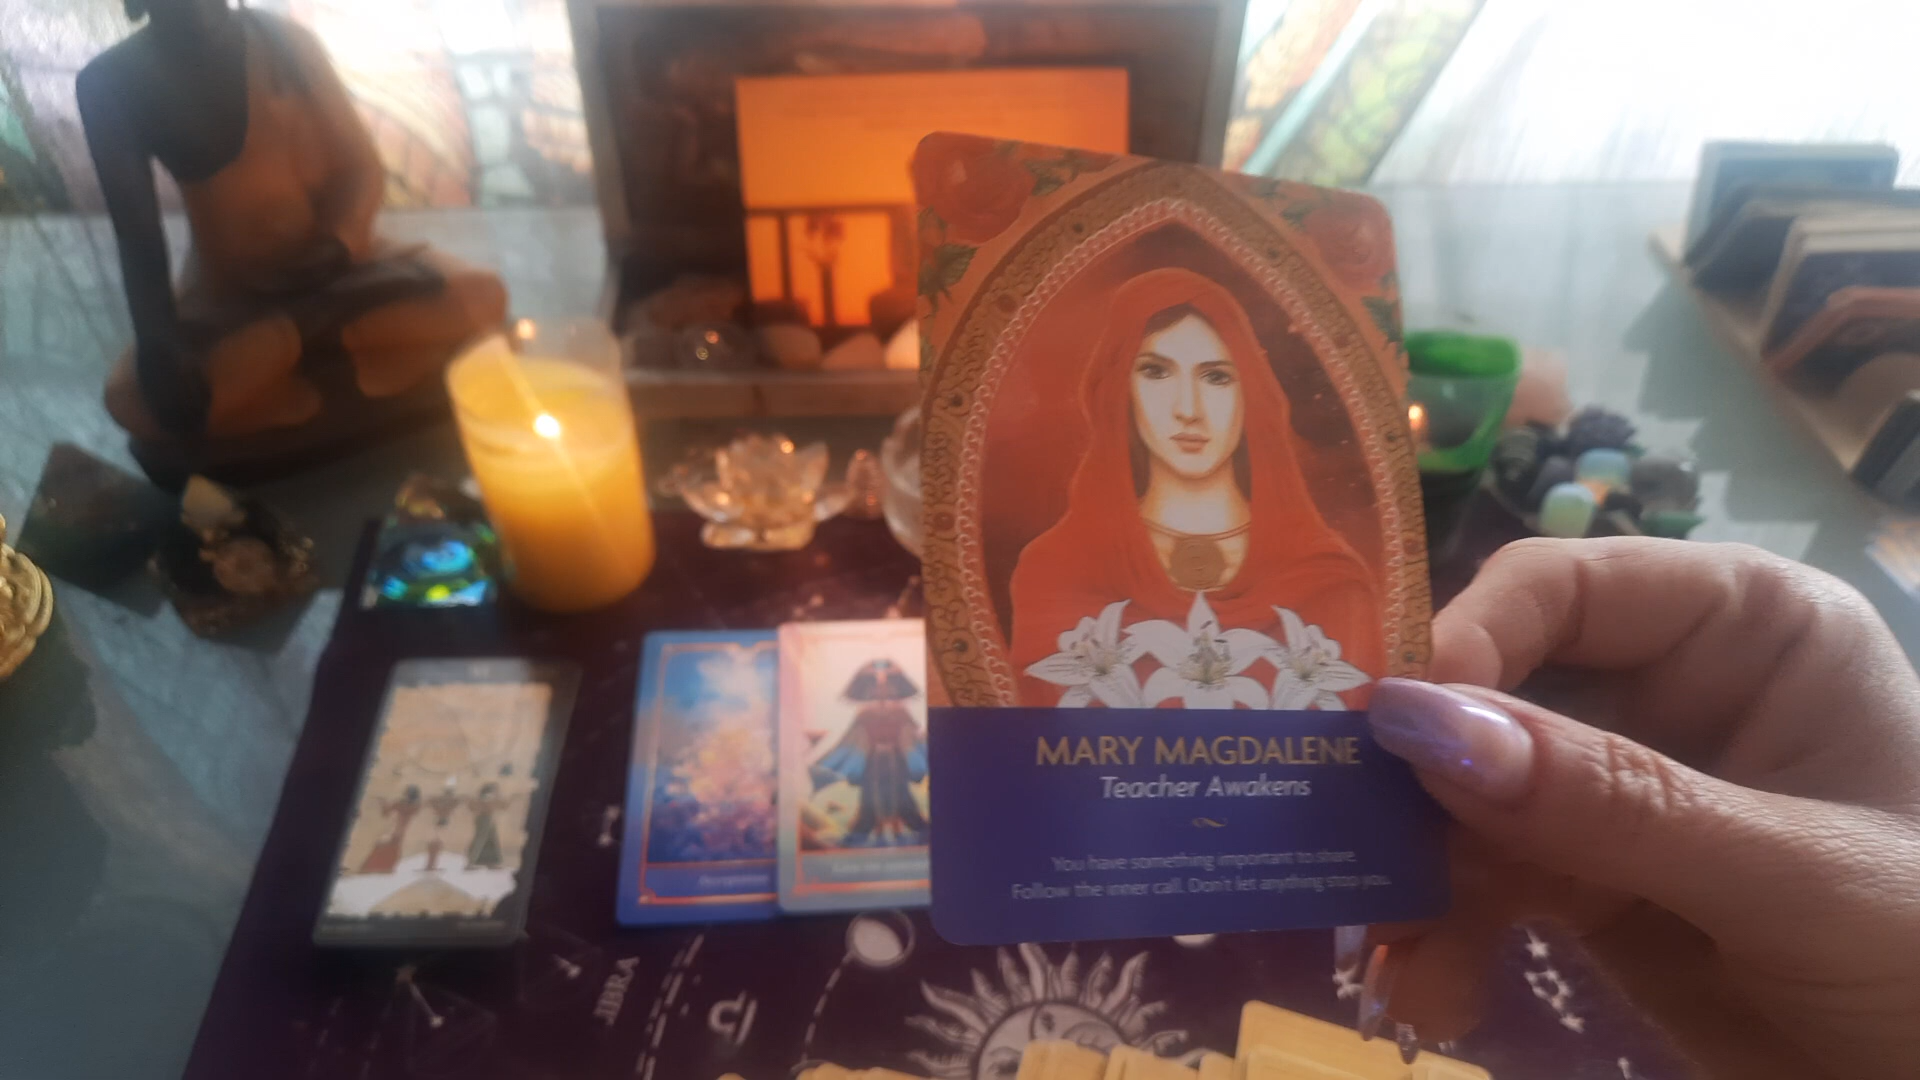 MARY MAGDALENE
Teacher Awakens
You have something important to share.
Follow the inner call. Don't let anything stop you.
LIBRA